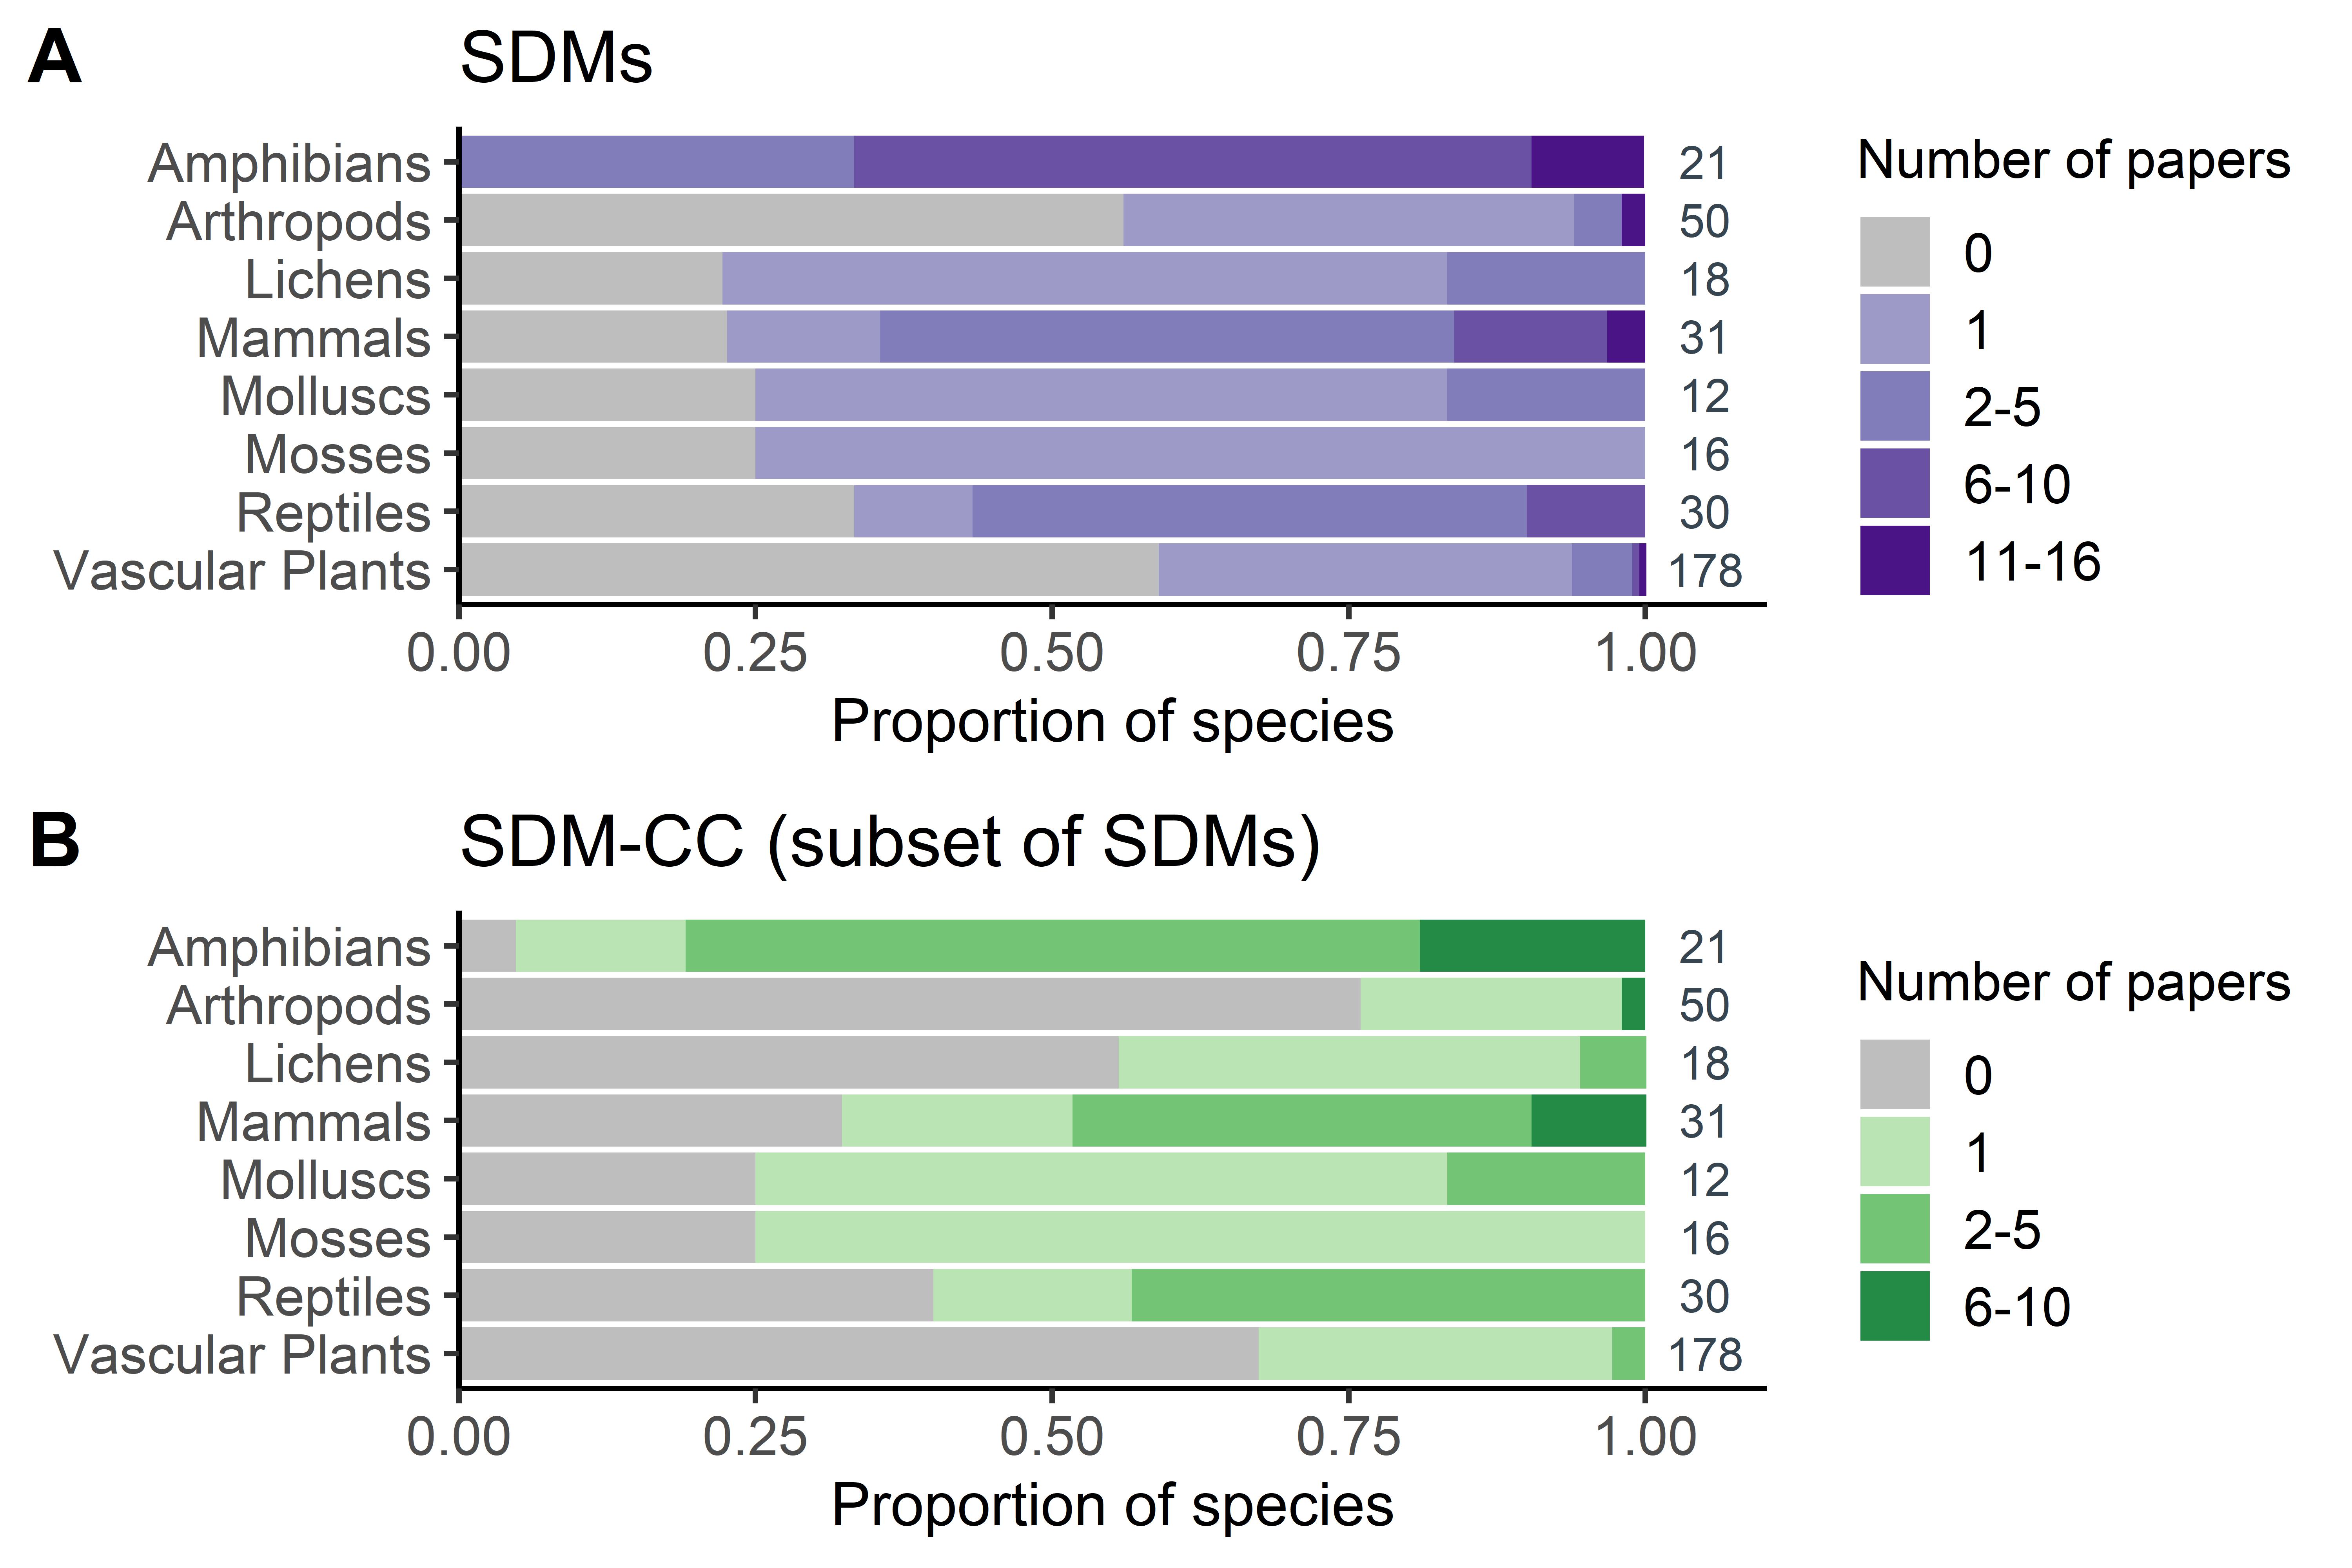 A
SDMs
Amphibians 21
Arthropods 50
Lichens 18
Mammals 31
Molluscs 12
Mosses 16
Reptiles 30
Vascular Plants 178
0.00 0.25 0.50 0.75 1.00
Proportion of species
Number of papers
0
1
2-5
6-10
11-16
B
SDM-CC (subset of SDMs)
Amphibians 21
Arthropods 50
Lichens 18
Mammals 31
Molluscs 12
Mosses 16
Reptiles 30
Vascular Plants 178
0.00 0.25 0.50 0.75 1.00
Proportion of species
Number of papers
0
1
2-5
6-10